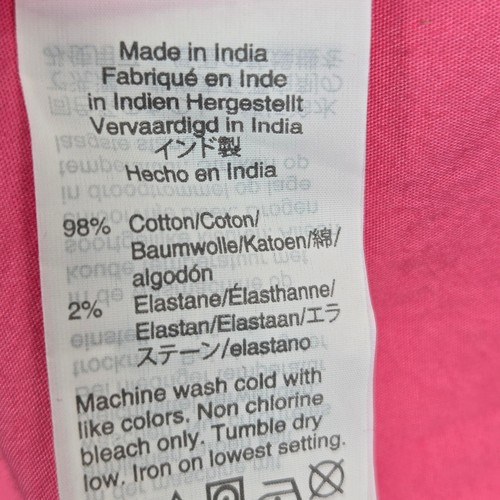 Made in India
Fabriqué en Inde
in Indien Hergestellt
Vervaardigd in India
インド製
Hecho en India
98% Cotton/Coton/
Baumwolle/Katoen/綿/
algodón
2% Elastane/Élasthanne/
Elastan/Elastaan/エラ
ステーン/elastano
Machine wash cold with
like colors. Non chlorine
bleach only. Tumble dry
low. Iron on lowest setting.